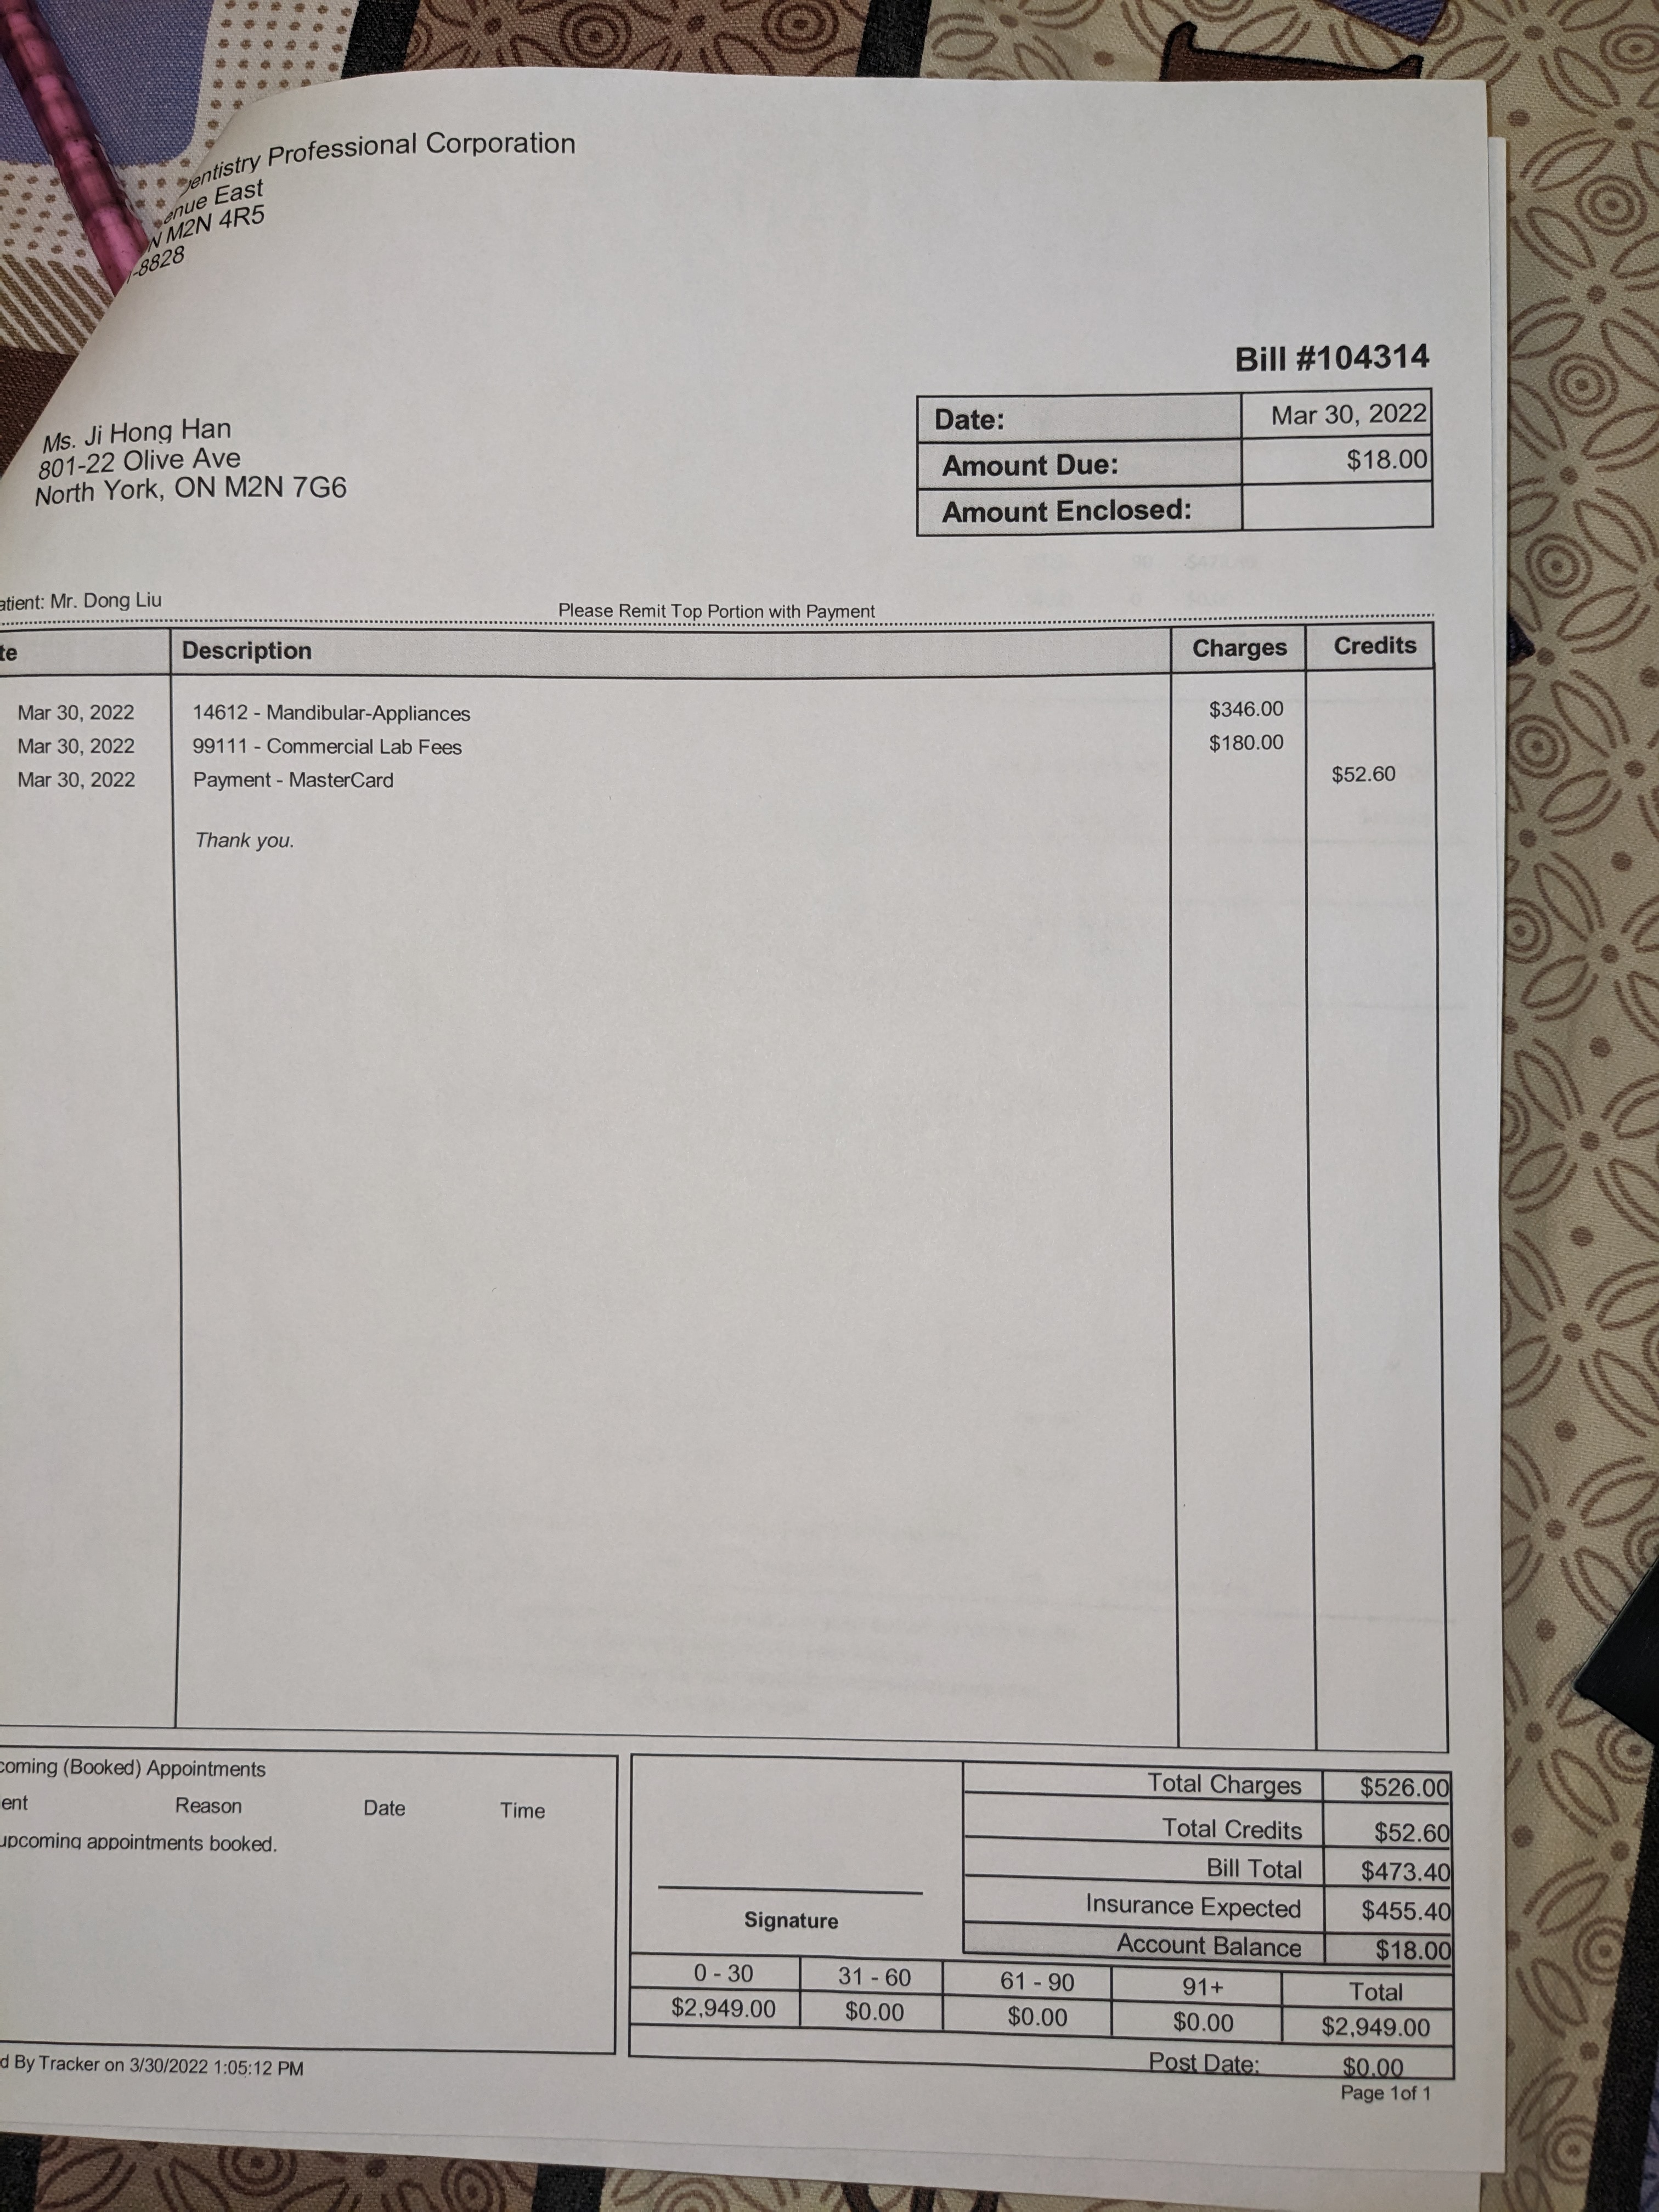 entistry Professional Corporation
enue East
N M2N 4R5
-8828
Bill #104314
Date: Mar 30, 2022
Amount Due: $18.00
Amount Enclosed:
Ms. Ji Hong Han
801-22 Olive Ave
North York, ON M2N 7G6
atient: Mr. Dong Liu
Please Remit Top Portion with Payment
te Description Charges Credits
Mar 30, 2022 14612 - Mandibular-Appliances $346.00
Mar 30, 2022 99111 - Commercial Lab Fees $180.00
Mar 30, 2022 Payment - MasterCard $52.60
Thank you.
coming (Booked) Appointments
ent Reason Date Time
upcoming appointments booked.
Signature
Total Charges $526.00
Total Credits $52.60
Bill Total $473.40
Insurance Expected $455.40
Account Balance $18.00
0 - 30 31 - 60 61 - 90 91+ Total
$2,949.00 $0.00 $0.00 $0.00 $2,949.00
Post Date: $0.00
d By Tracker on 3/30/2022 1:05:12 PM
Page 1of 1